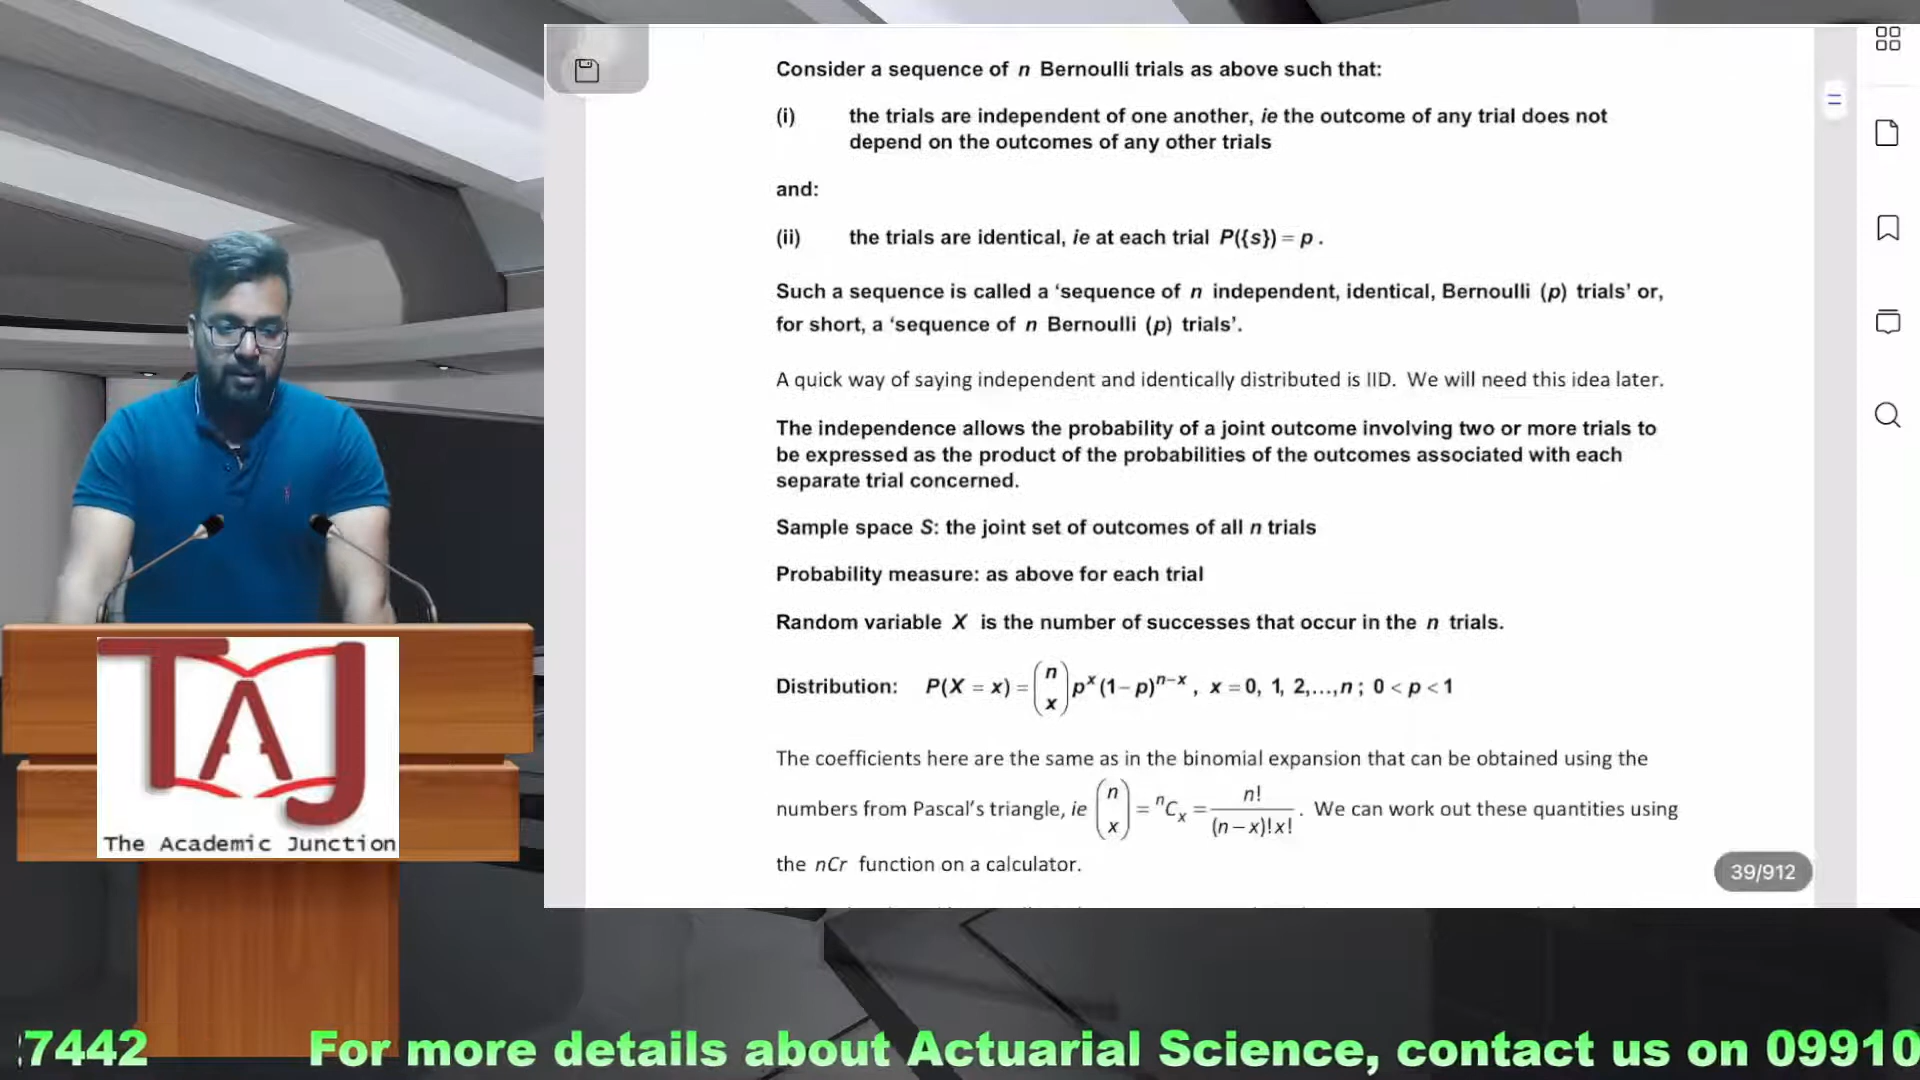 Consider a sequence of n Bernoulli trials as above such that:
(i) the trials are independent of one another, ie the outcome of any trial does not
depend on the outcomes of any other trials
and:
(ii) the trials are identical, ie at each trial P({s}) = p .
Such a sequence is called a ‘sequence of n independent, identical, Bernoulli (p) trials’ or,
for short, a ‘sequence of n Bernoulli (p) trials’.
A quick way of saying independent and identically distributed is IID. We will need this idea later.
The independence allows the probability of a joint outcome involving two or more trials to
be expressed as the product of the probabilities of the outcomes associated with each
separate trial concerned.
Sample space S: the joint set of outcomes of all n trials
Probability measure: as above for each trial
Random variable X is the number of successes that occur in the n trials.
Distribution: P(X = x) = (n x) p^x (1 – p)^n–x , x = 0, 1, 2,...,n ; 0 < p < 1
The coefficients here are the same as in the binomial expansion that can be obtained using the
numbers from Pascal’s triangle, ie (n x) = nCx = n! / (n – x)! x! . We can work out these quantities using
the nCr function on a calculator.
39/912
TAJ
The Academic Junction
7442 For more details about Actuarial Science, contact us on 09910